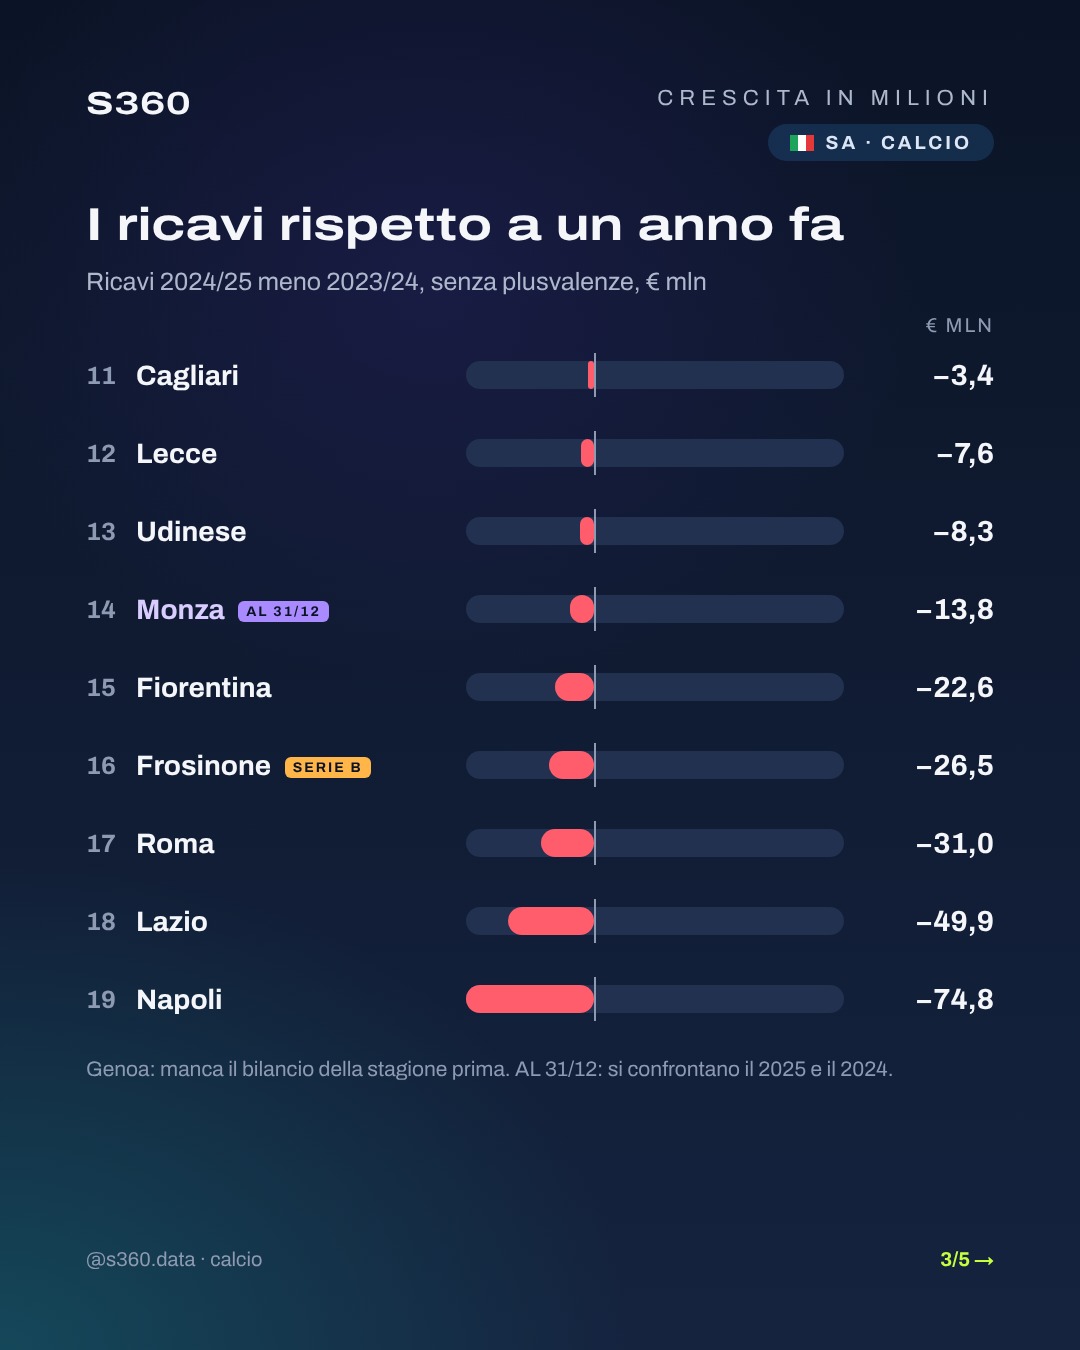 S360
CRESCITA IN MILIONI
SA · CALCIO
I ricavi rispetto a un anno fa
Ricavi 2024/25 meno 2023/24, senza plusvalenze, € mln
€ MLN
11 Cagliari −3,4
12 Lecce −7,6
13 Udinese −8,3
14 Monza AL 31/12 −13,8
15 Fiorentina −22,6
16 Frosinone SERIE B −26,5
17 Roma −31,0
18 Lazio −49,9
19 Napoli −74,8
Genoa: manca il bilancio della stagione prima. AL 31/12: si confrontano il 2025 e il 2024.
@s360.data · calcio
3/5 →